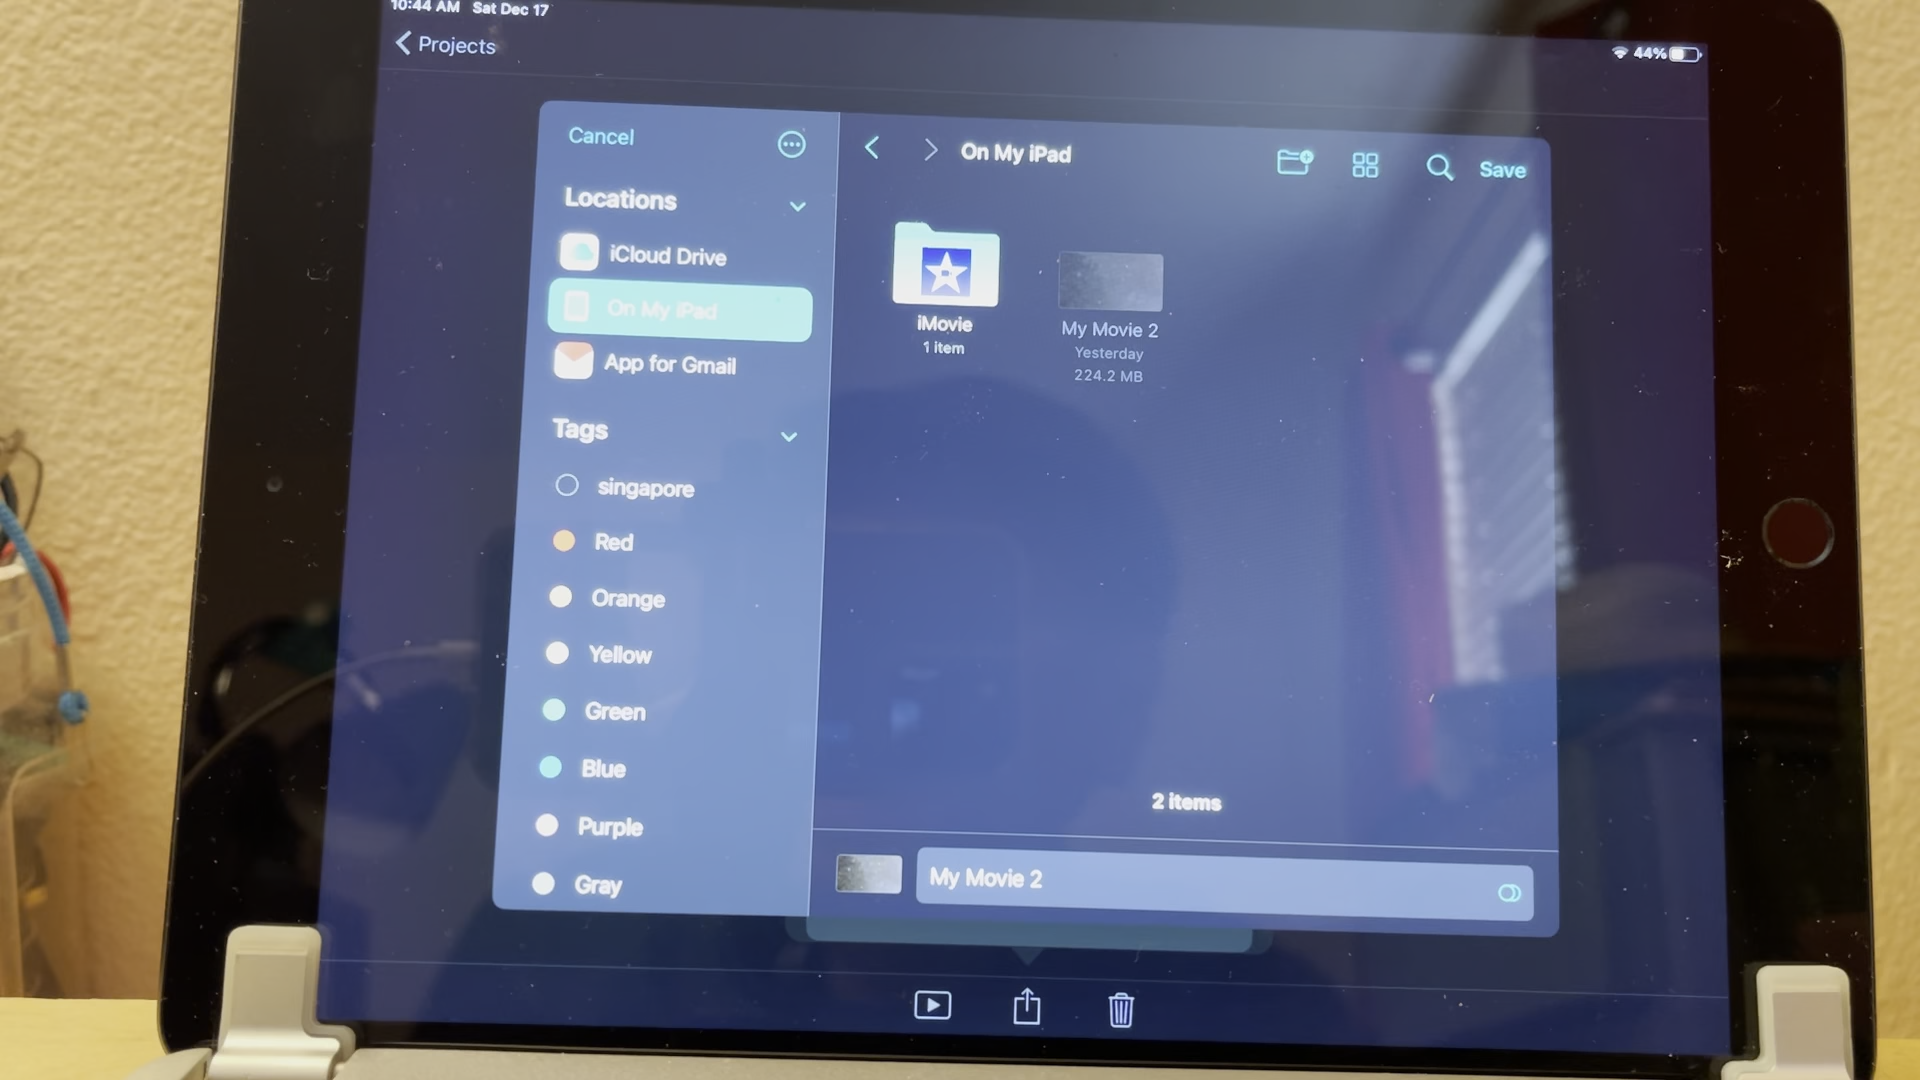 10:44 AM Sat Dec 17
Projects
44%
Cancel
Locations
iCloud Drive
On My iPad
App for Gmail
Tags
singapore
Red
Orange
Yellow
Green
Blue
Purple
Gray
On My iPad
Save
iMovie
1 item
My Movie 2
Yesterday
224.2 MB
2 items
My Movie 2